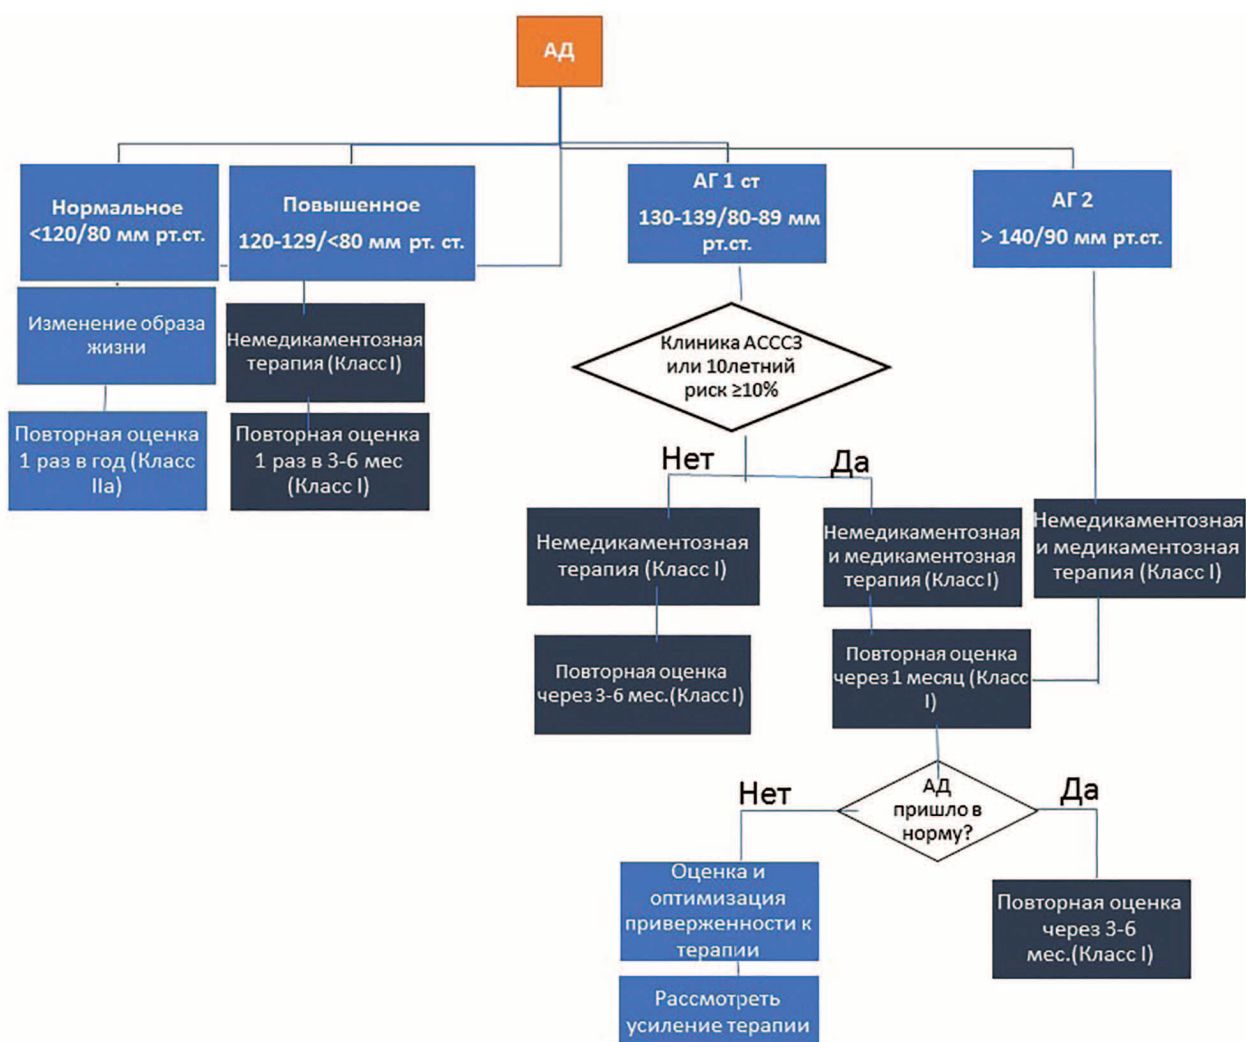 АД
Нормальное
<120/80 мм рт.ст.
Повышенное
120-129/<80 мм рт. ст.
АГ 1 ст
130-139/80-89 мм
рт.ст.
АГ 2
> 140/90 мм рт.ст.
Изменение образа
жизни
Немедикаментозная
терапия (Класс I)
Клиника АССЗ
или 10летний
риск ≥10%
Повторная оценка
1 раз в год (Класс
IIa)
Повторная оценка
1 раз в 3-6 мес
(Класс I)
Нет
Да
Немедикаментозная
терапия (Класс I)
Немедикаментозная
и медикаментозная
терапия (Класс I)
Немедикаментозная
и медикаментозная
терапия (Класс I)
Повторная оценка
через 3-6 мес.(Класс I)
Повторная оценка
через 1 месяц (Класс
I)
АД
пришло в
норму?
Нет
Да
Оценка и
оптимизация
приверженности к
терапии
Повторная оценка
через 3-6
мес.(Класс I)
Рассмотреть
усиление терапии